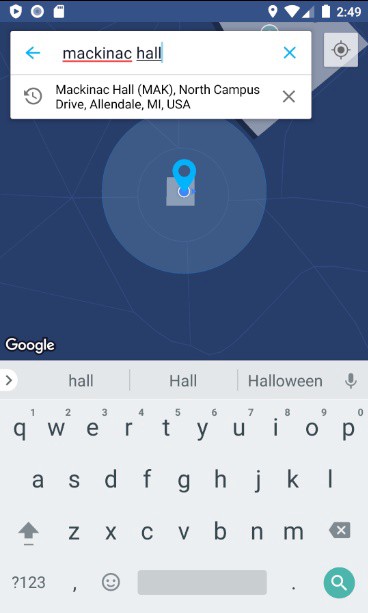 2:49
mackinac hall
Mackinac Hall (MAK), North Campus
Drive, Allendale, MI, USA
Google
hall Hall Halloween
1 2 3 4 5 6 7 8 9 0
q w e r t y u i o p
a s d f g h j k l
z x c v b n m
?123 , .